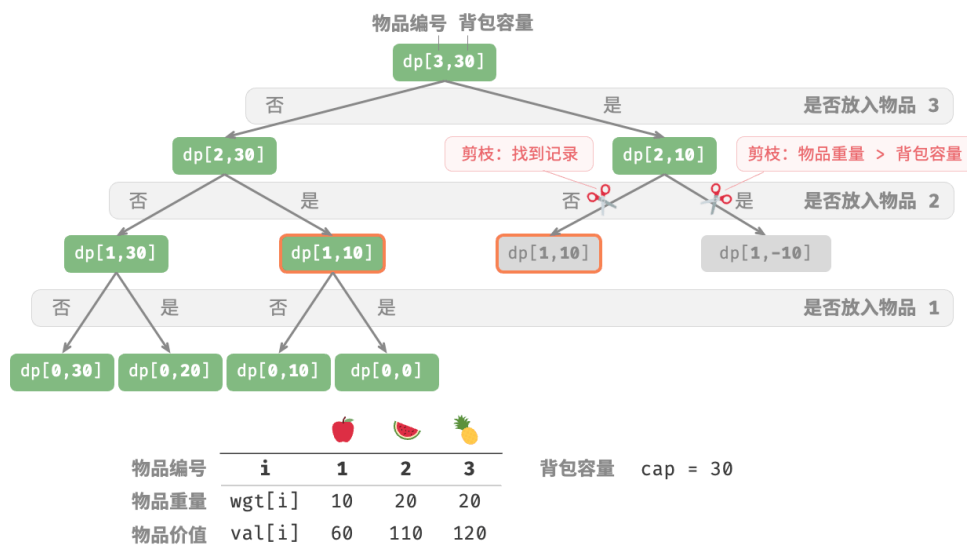 物品编号 背包容量
dp[3,30]
否 是 是否放入物品 3
dp[2,30] 剪枝：找到记录 dp[2,10] 剪枝：物品重量 > 背包容量
否 是 否 是 是否放入物品 2
dp[1,30] dp[1,10] dp[1,10] dp[1,-10]
否 是 否 是 是否放入物品 1
dp[0,30] dp[0,20] dp[0,10] dp[0,0]
物品编号 i 1 2 3 背包容量 cap = 30
物品重量 wgt[i] 10 20 20
物品价值 val[i] 60 110 120